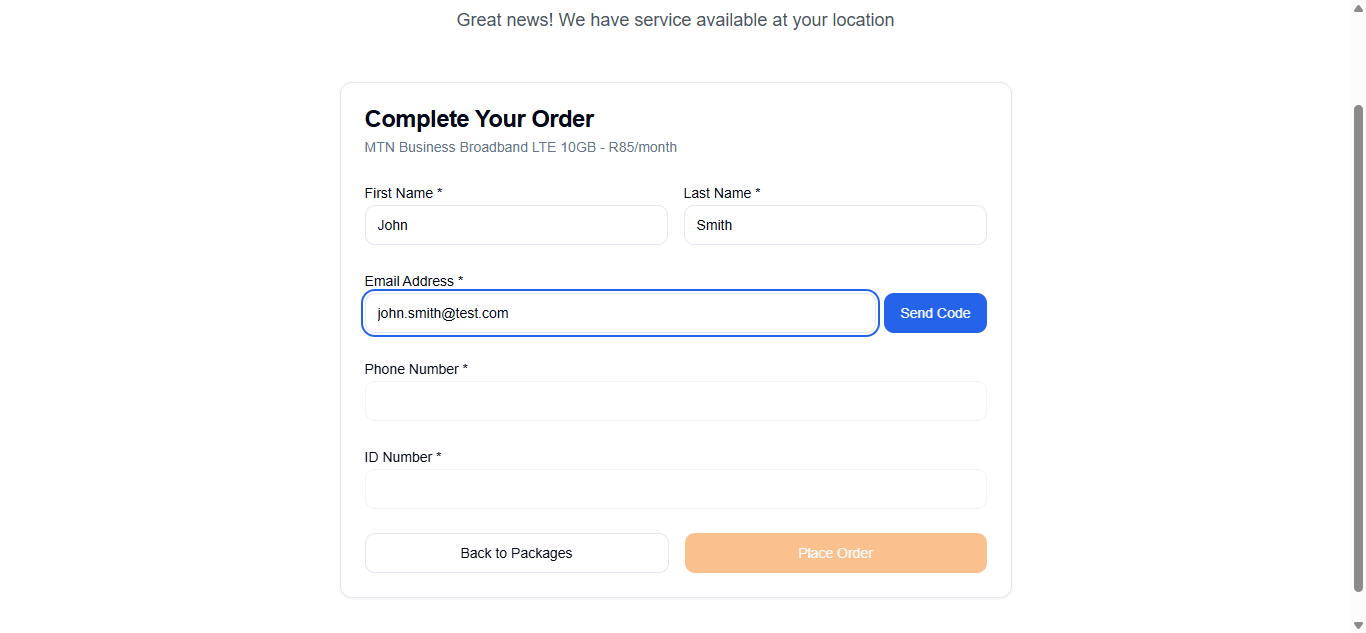 Great news! We have service available at your location
Complete Your Order
MTN Business Broadband LTE 10GB - R85/month
First Name *
Last Name *
John
Smith
Email Address *
john.smith@test.com
Send Code
Phone Number *
ID Number *
Back to Packages
Place Order